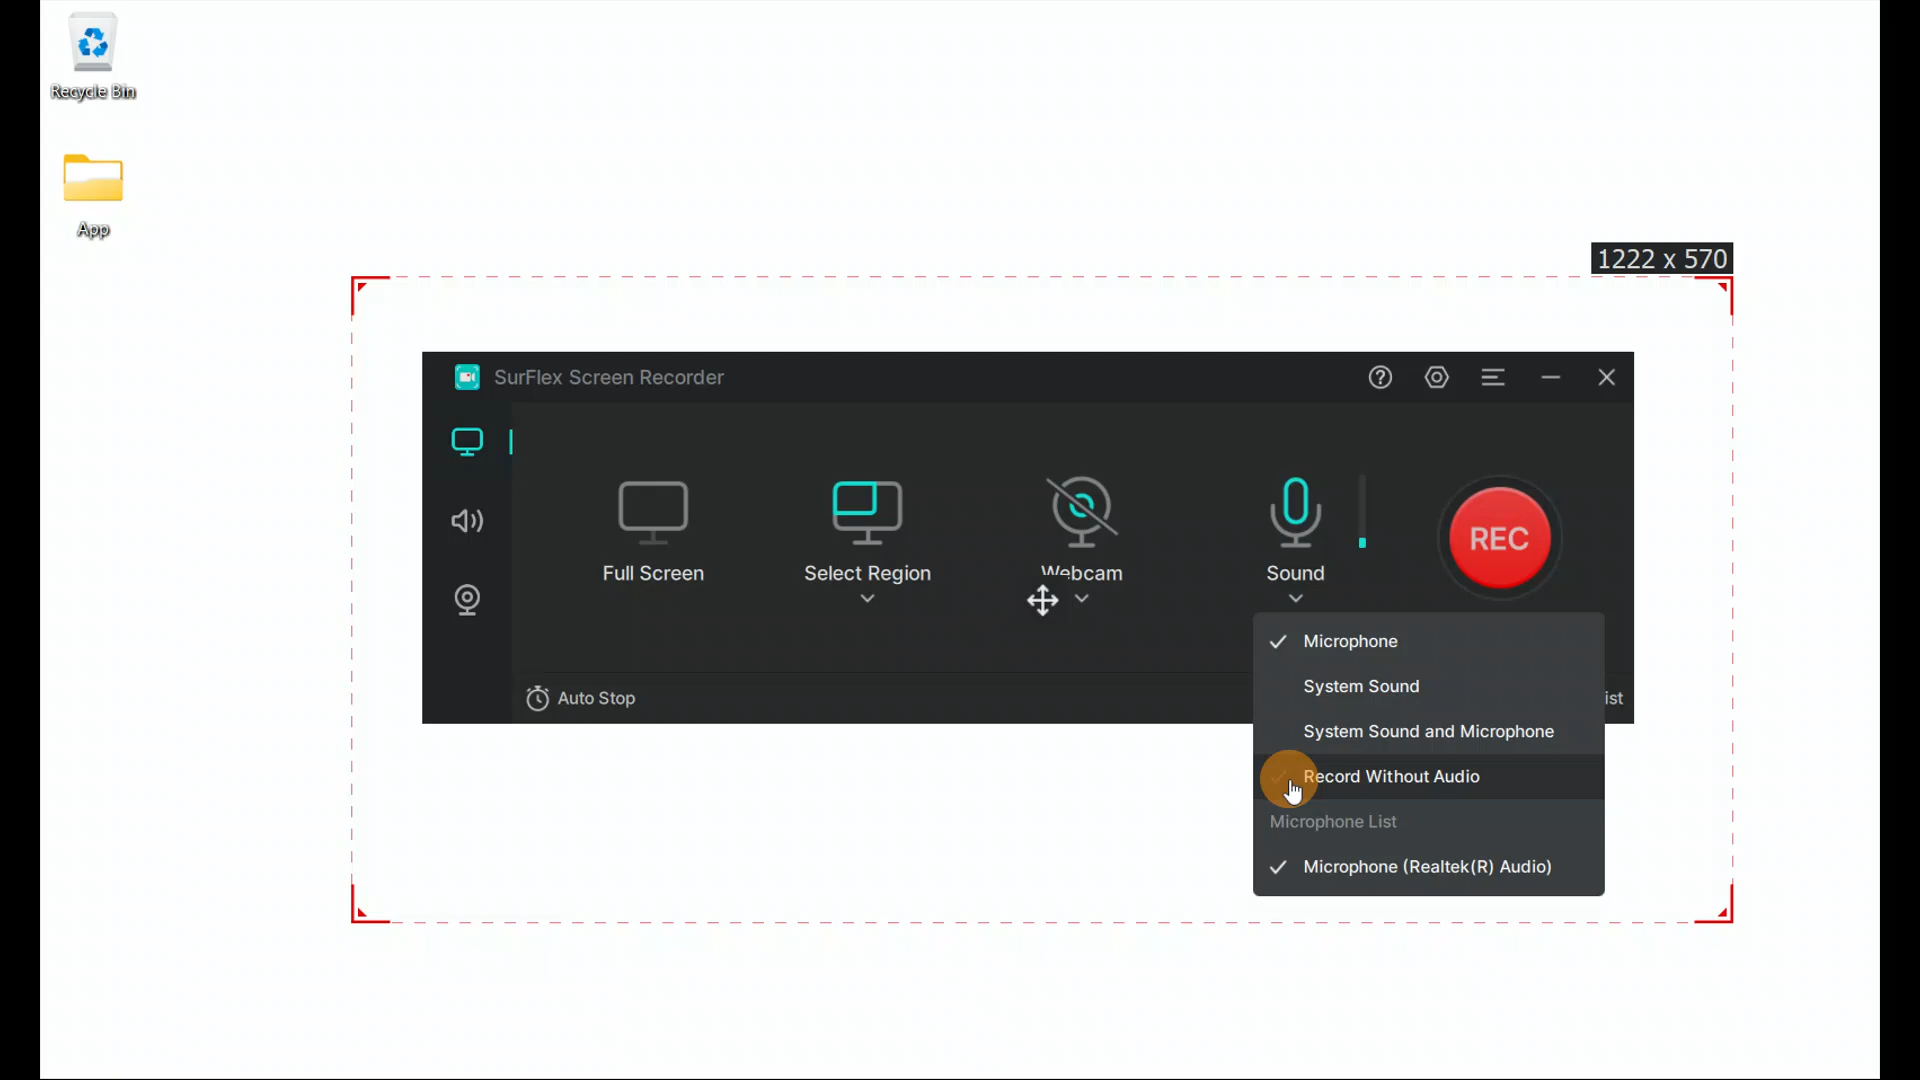 Recycle Bin
App
1222 x 570
SurFlex Screen Recorder
Full Screen
Select Region
Webcam
Sound
REC
Microphone
System Sound
System Sound and Microphone
Record Without Audio
Microphone List
Microphone (Realtek(R) Audio)
Auto Stop
ist